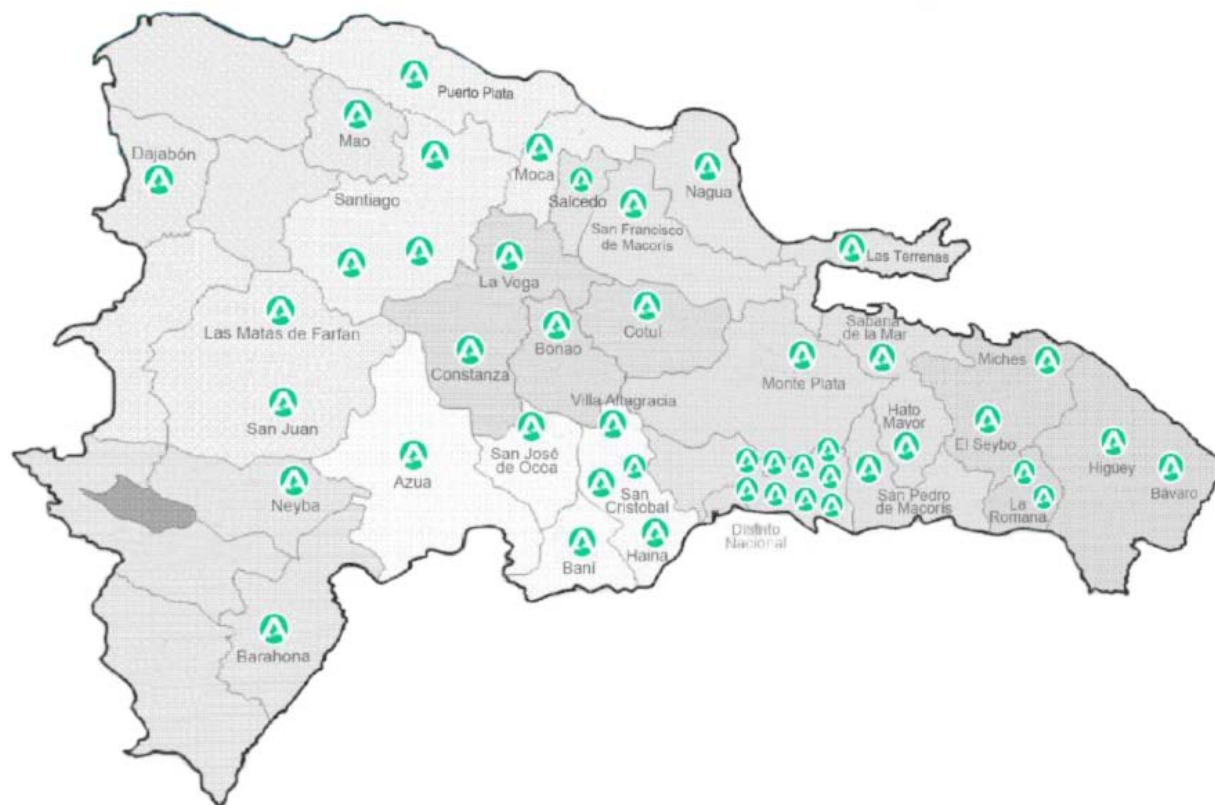 Puerto Plata
Mao
Dajabón
Moca
Nagua
Salcedo
Santiago
San Francisco
de Macorís
Las Terrenas
La Vega
Las Matas de Farfan
Cotuí
Sabana
de la Mar
Bonao
Miches
Constanza
Monte Plata
Villa Altagracia
Hato
Mayor
San Juan
El Seybo
San José
de Ocoa
Azua
Higüey
Bávaro
Neyba
San
Cristobal
San Pedro
de Macorís
La
Romana
Distrito
Nacional
Haina
Baní
Barahona